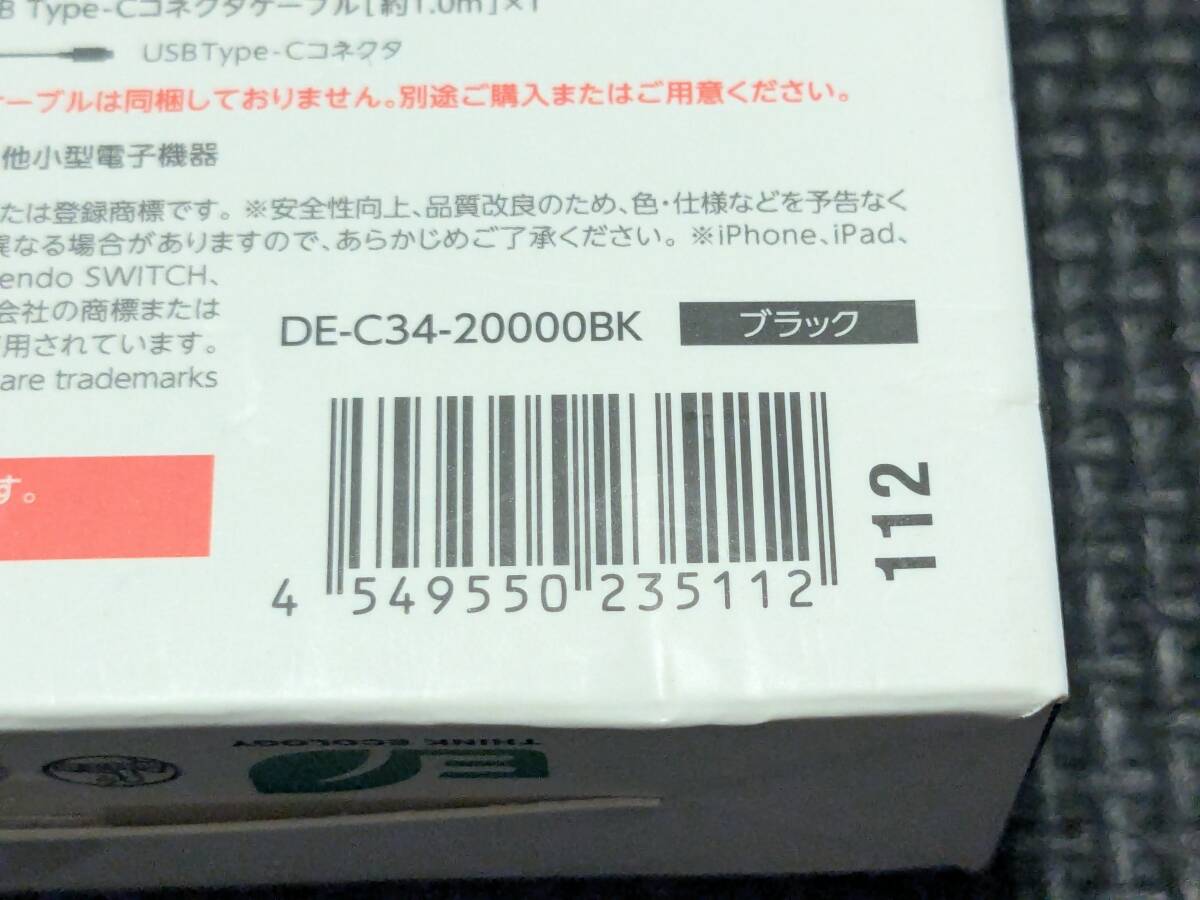 B Type-Cコネクタケーブル[約1.0m]×1
USB Type-Cコネクタ
ケーブルは同梱しておりません。別途ご購入またはご用意ください。
他小型電子機器
たは登録商標です。※安全性向上、品質改良のため、色・仕様などを予告なく
異なる場合がありますので、あらかじめご了承ください。※iPhone、iPad、
endo SWITCH、
会社の商標または
用されています。
are trademarks
DE-C34-20000BK ブラック
す。
4 549550 235112
112
THINK ECOLOGY